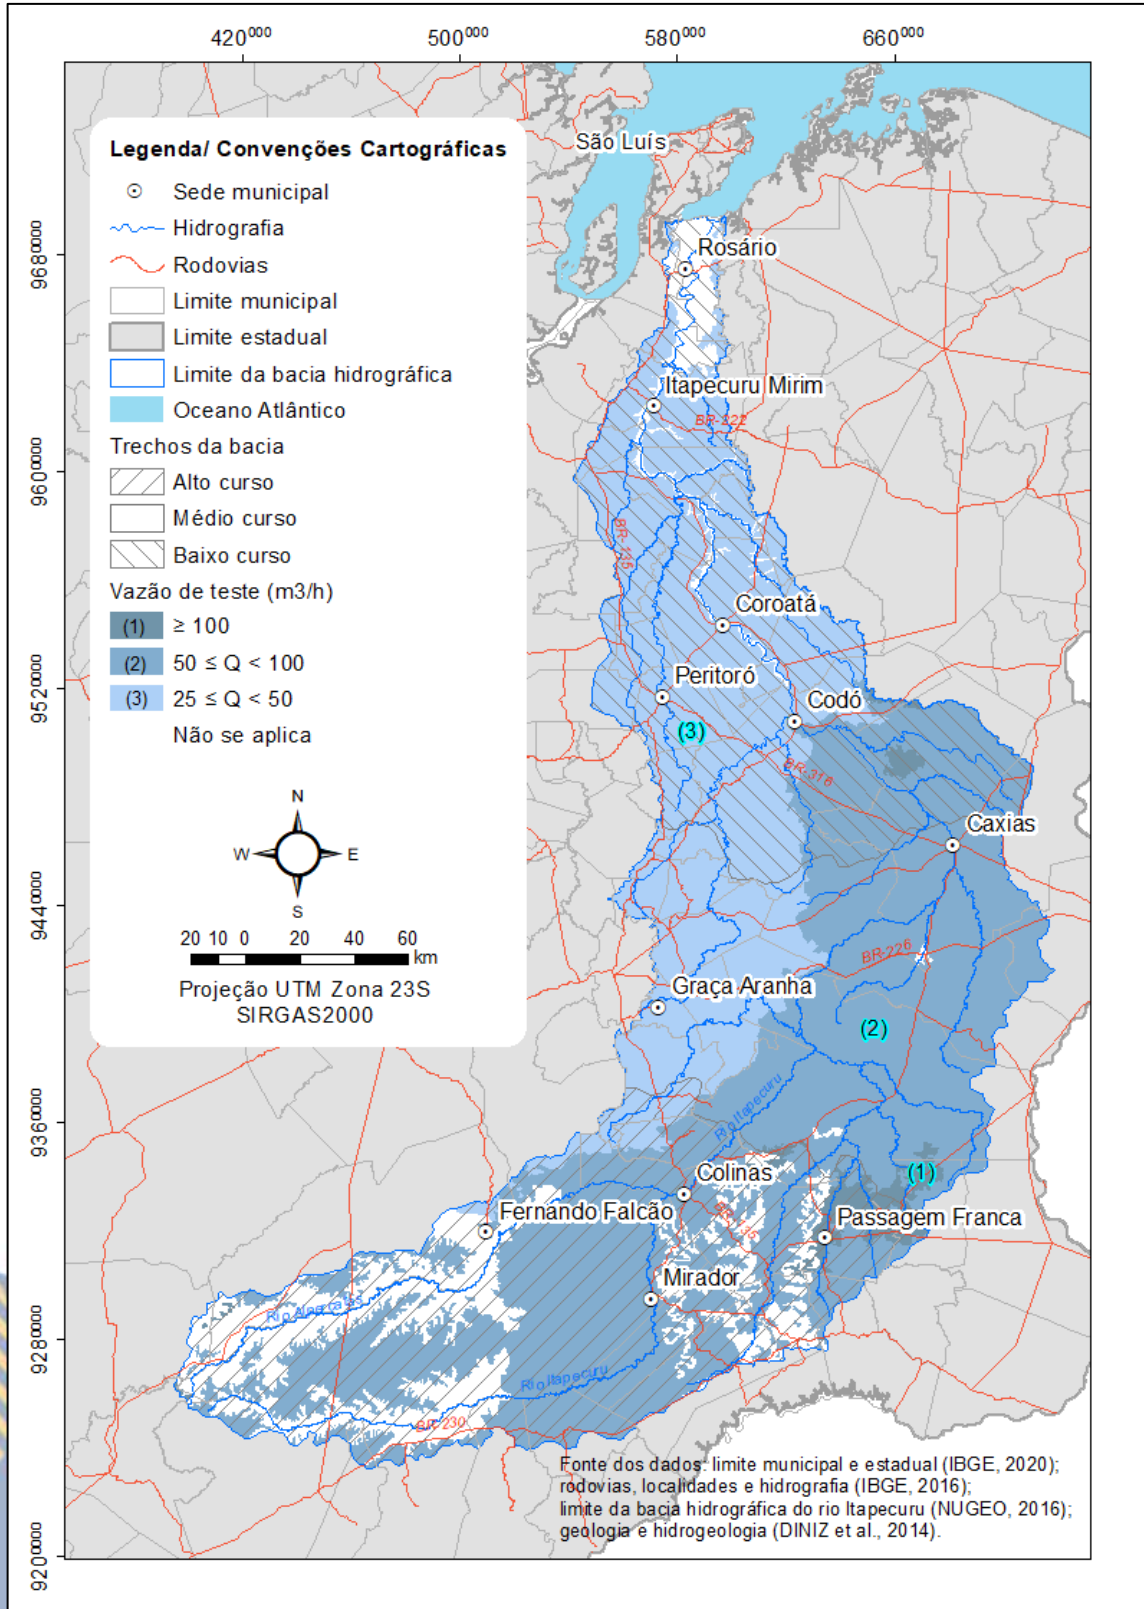 420000
500000
580000
660000
9680000
9600000
9520000
9440000
9360000
9280000
9200000
Legenda/ Convenções Cartográficas
Sede municipal
Hidrografia
Rodovias
Limite municipal
Limite estadual
Limite da bacia hidrográfica
Oceano Atlântico
Trechos da bacia
Alto curso
Médio curso
Baixo curso
Vazão de teste (m3/h)
(1) ≥ 100
(2) 50 ≤ Q < 100
(3) 25 ≤ Q < 50
Não se aplica
N
W E
S
20 10 0 20 40 60
km
Projeção UTM Zona 23S
SIRGAS2000
São Luís
Rosário
Itapecuru Mirim
BR-222
BR-135
Coroatá
Peritoró
Codó
(3)
BR-316
Caxias
BR-226
Graça Aranha
(2)
Rio Itapecuru
(1)
Colinas
Fernando Falcão
BR-135
Passagem Franca
Mirador
Rio Alpercatas
Rio Itapecuru
BR-230
Fonte dos dados: limite municipal e estadual (IBGE, 2020);
rodovias, localidades e hidrografia (IBGE, 2016);
limite da bacia hidrográfica do rio Itapecuru (NUGEO, 2016);
geologia e hidrogeologia (DINIZ et al., 2014).